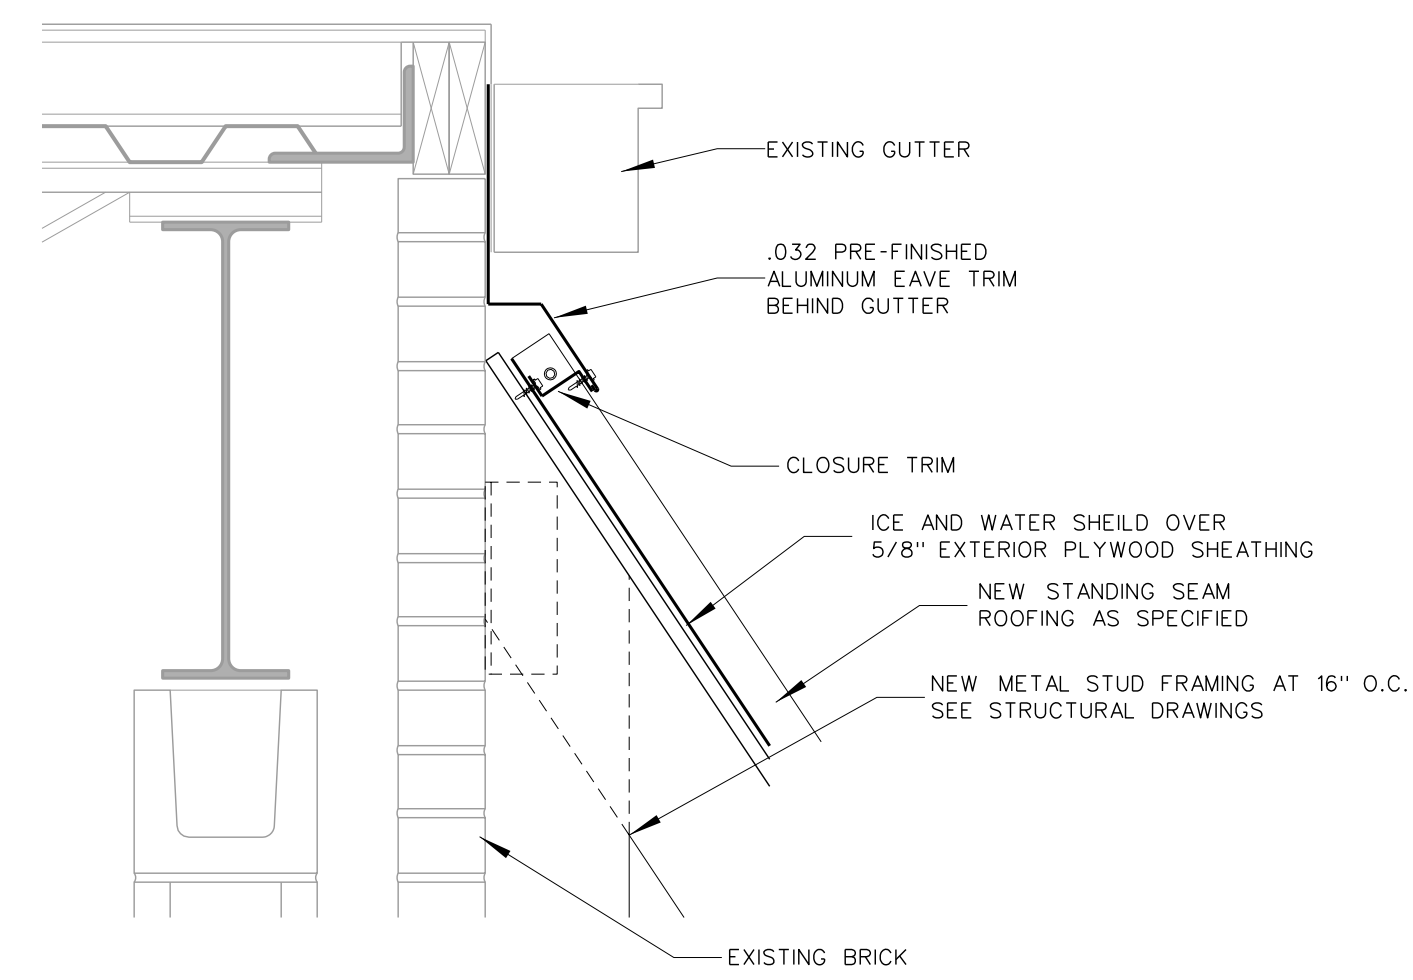 EXISTING GUTTER
.032 PRE-FINISHED
ALUMINUM EAVE TRIM
BEHIND GUTTER
CLOSURE TRIM
ICE AND WATER SHEILD OVER
5/8" EXTERIOR PLYWOOD SHEATHING
NEW STANDING SEAM
ROOFING AS SPECIFIED
NEW METAL STUD FRAMING AT 16" O.C.
SEE STRUCTURAL DRAWINGS
EXISTING BRICK